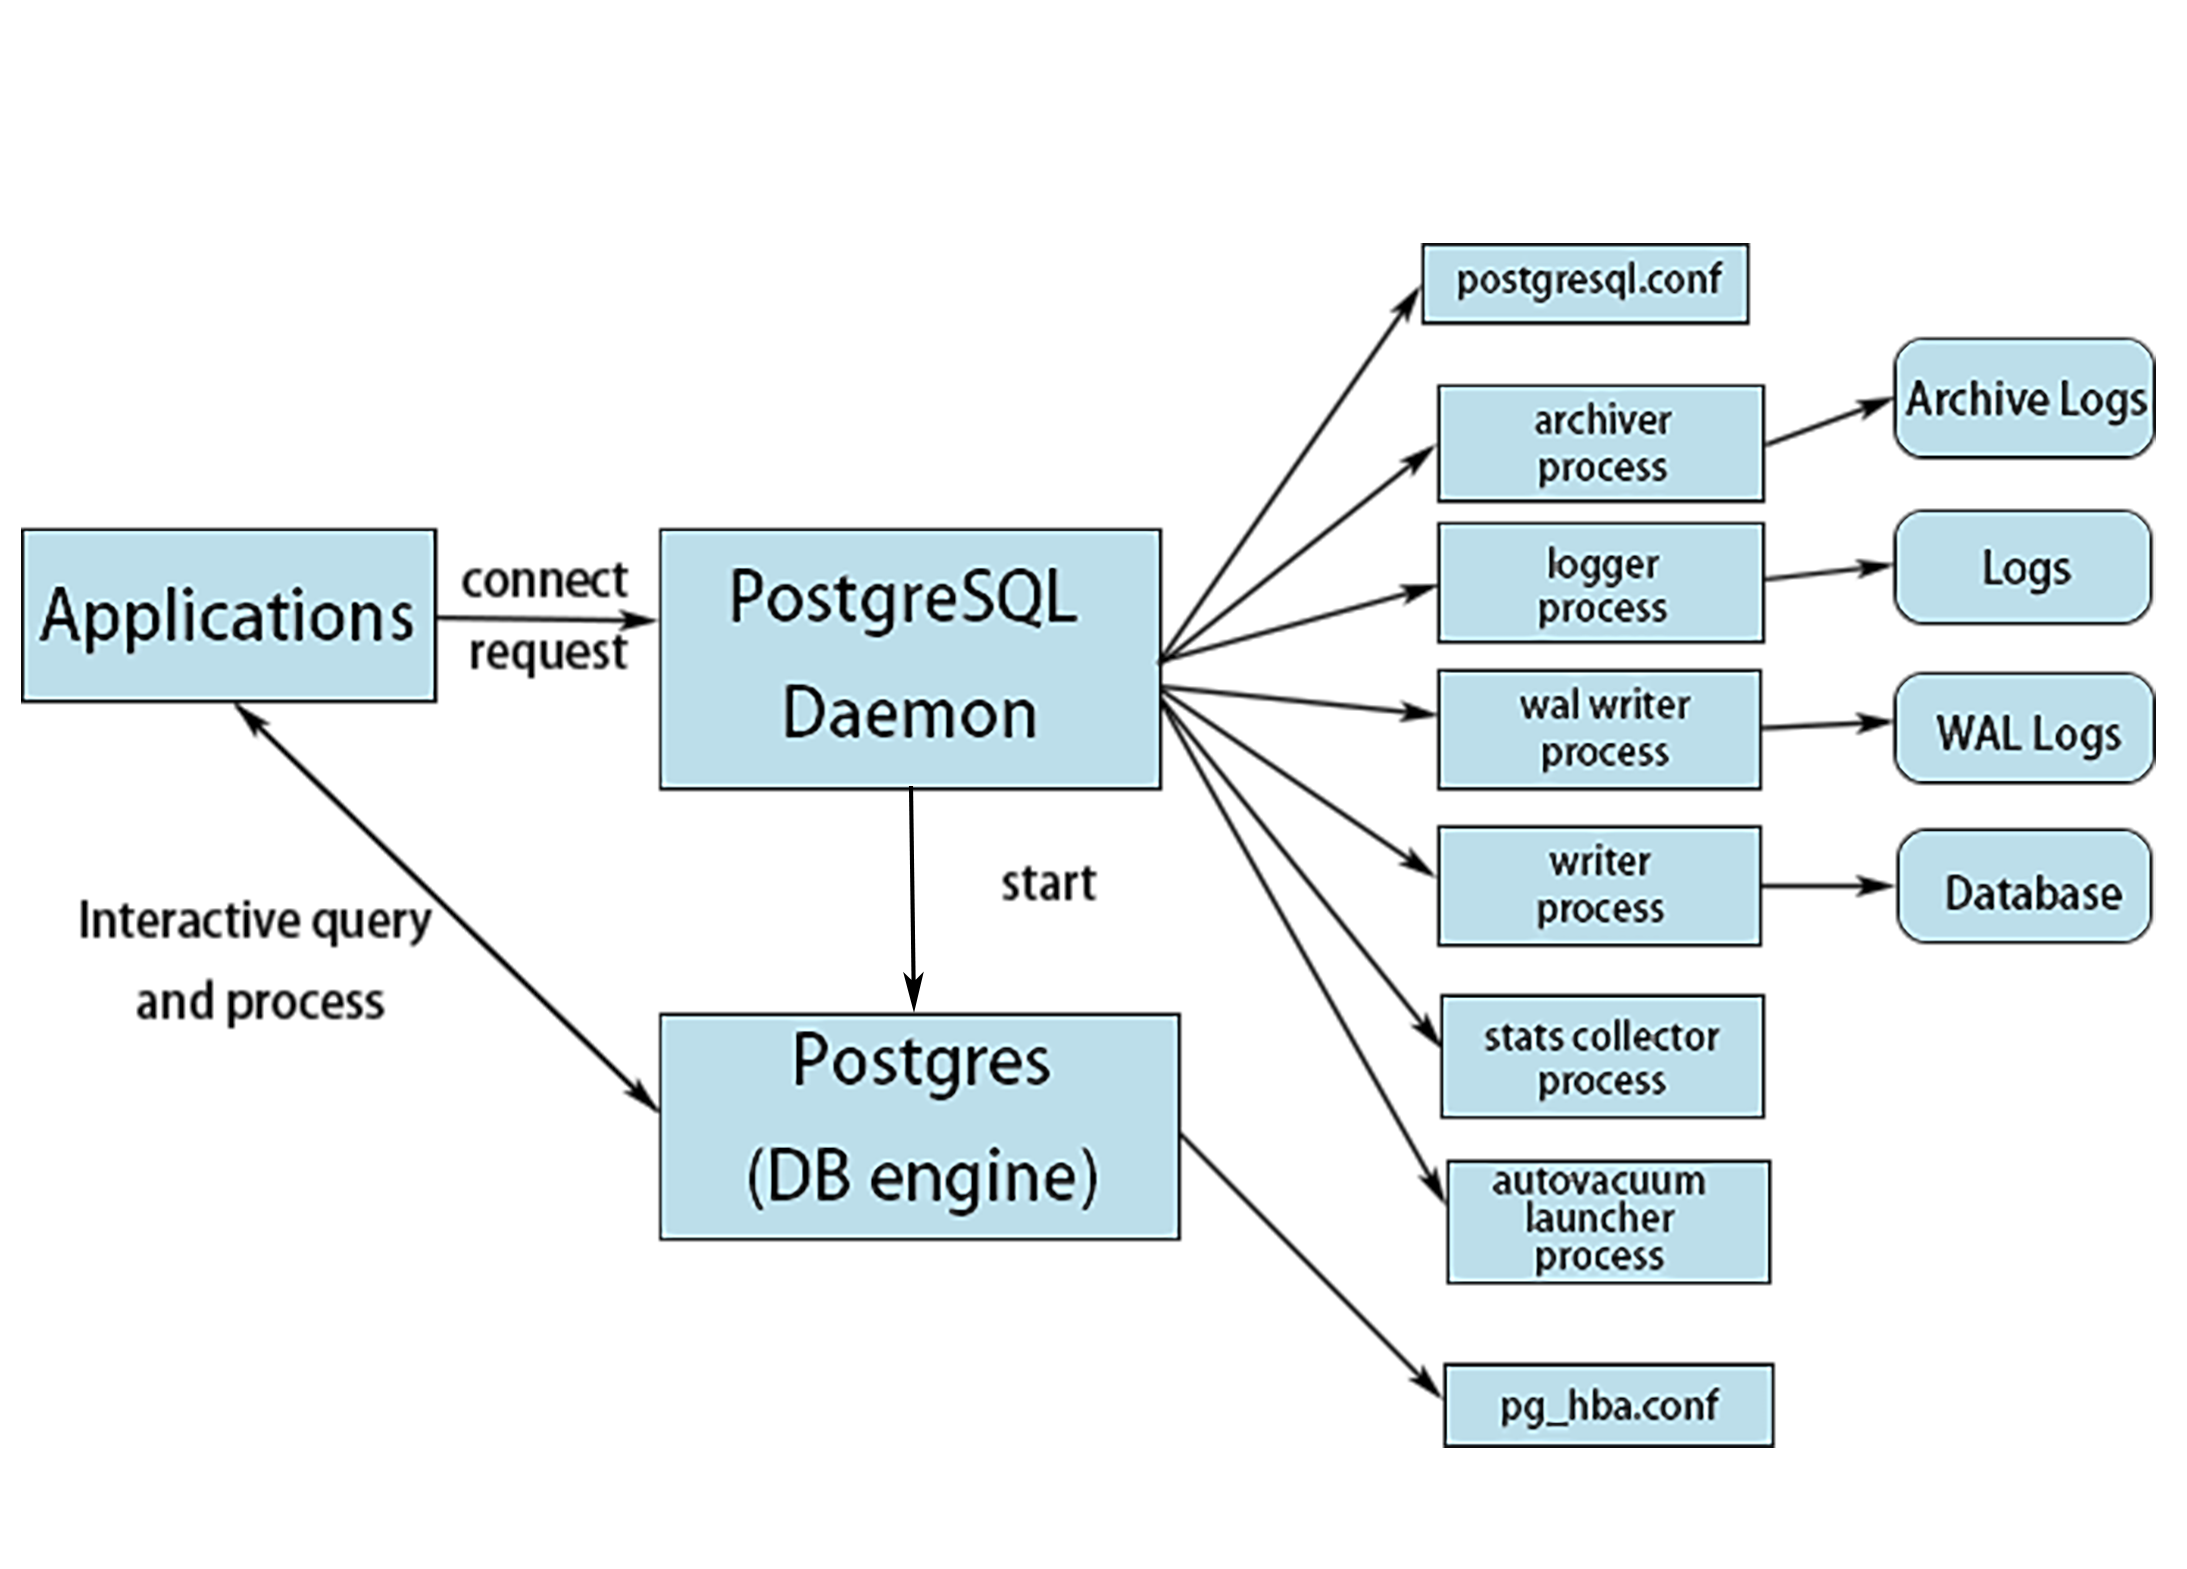 Applications
connect
request
PostgreSQL
Daemon
start
Interactive query
and process
Postgres
(DB engine)
postgresql.conf
archiver
process
Archive Logs
logger
process
Logs
wal writer
process
WAL Logs
writer
process
Database
stats collector
process
autovacuum
launcher
process
pg_hba.conf